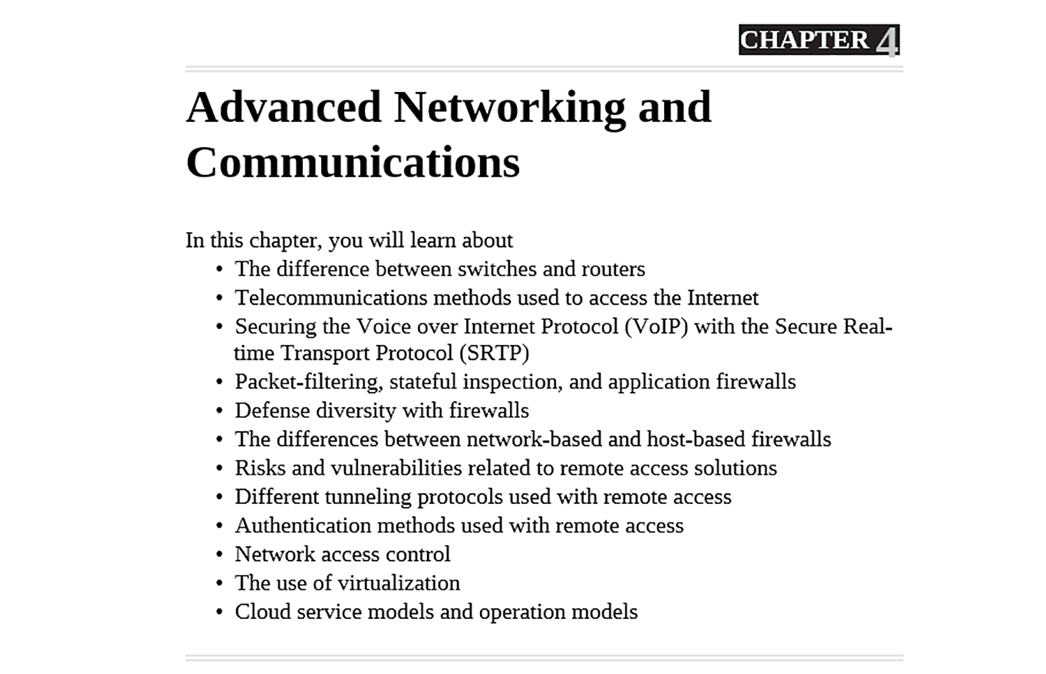 CHAPTER 4
Advanced Networking and
Communications
In this chapter, you will learn about
• The difference between switches and routers
• Telecommunications methods used to access the Internet
• Securing the Voice over Internet Protocol (VoIP) with the Secure Real-
time Transport Protocol (SRTP)
• Packet-filtering, stateful inspection, and application firewalls
• Defense diversity with firewalls
• The differences between network-based and host-based firewalls
• Risks and vulnerabilities related to remote access solutions
• Different tunneling protocols used with remote access
• Authentication methods used with remote access
• Network access control
• The use of virtualization
• Cloud service models and operation models